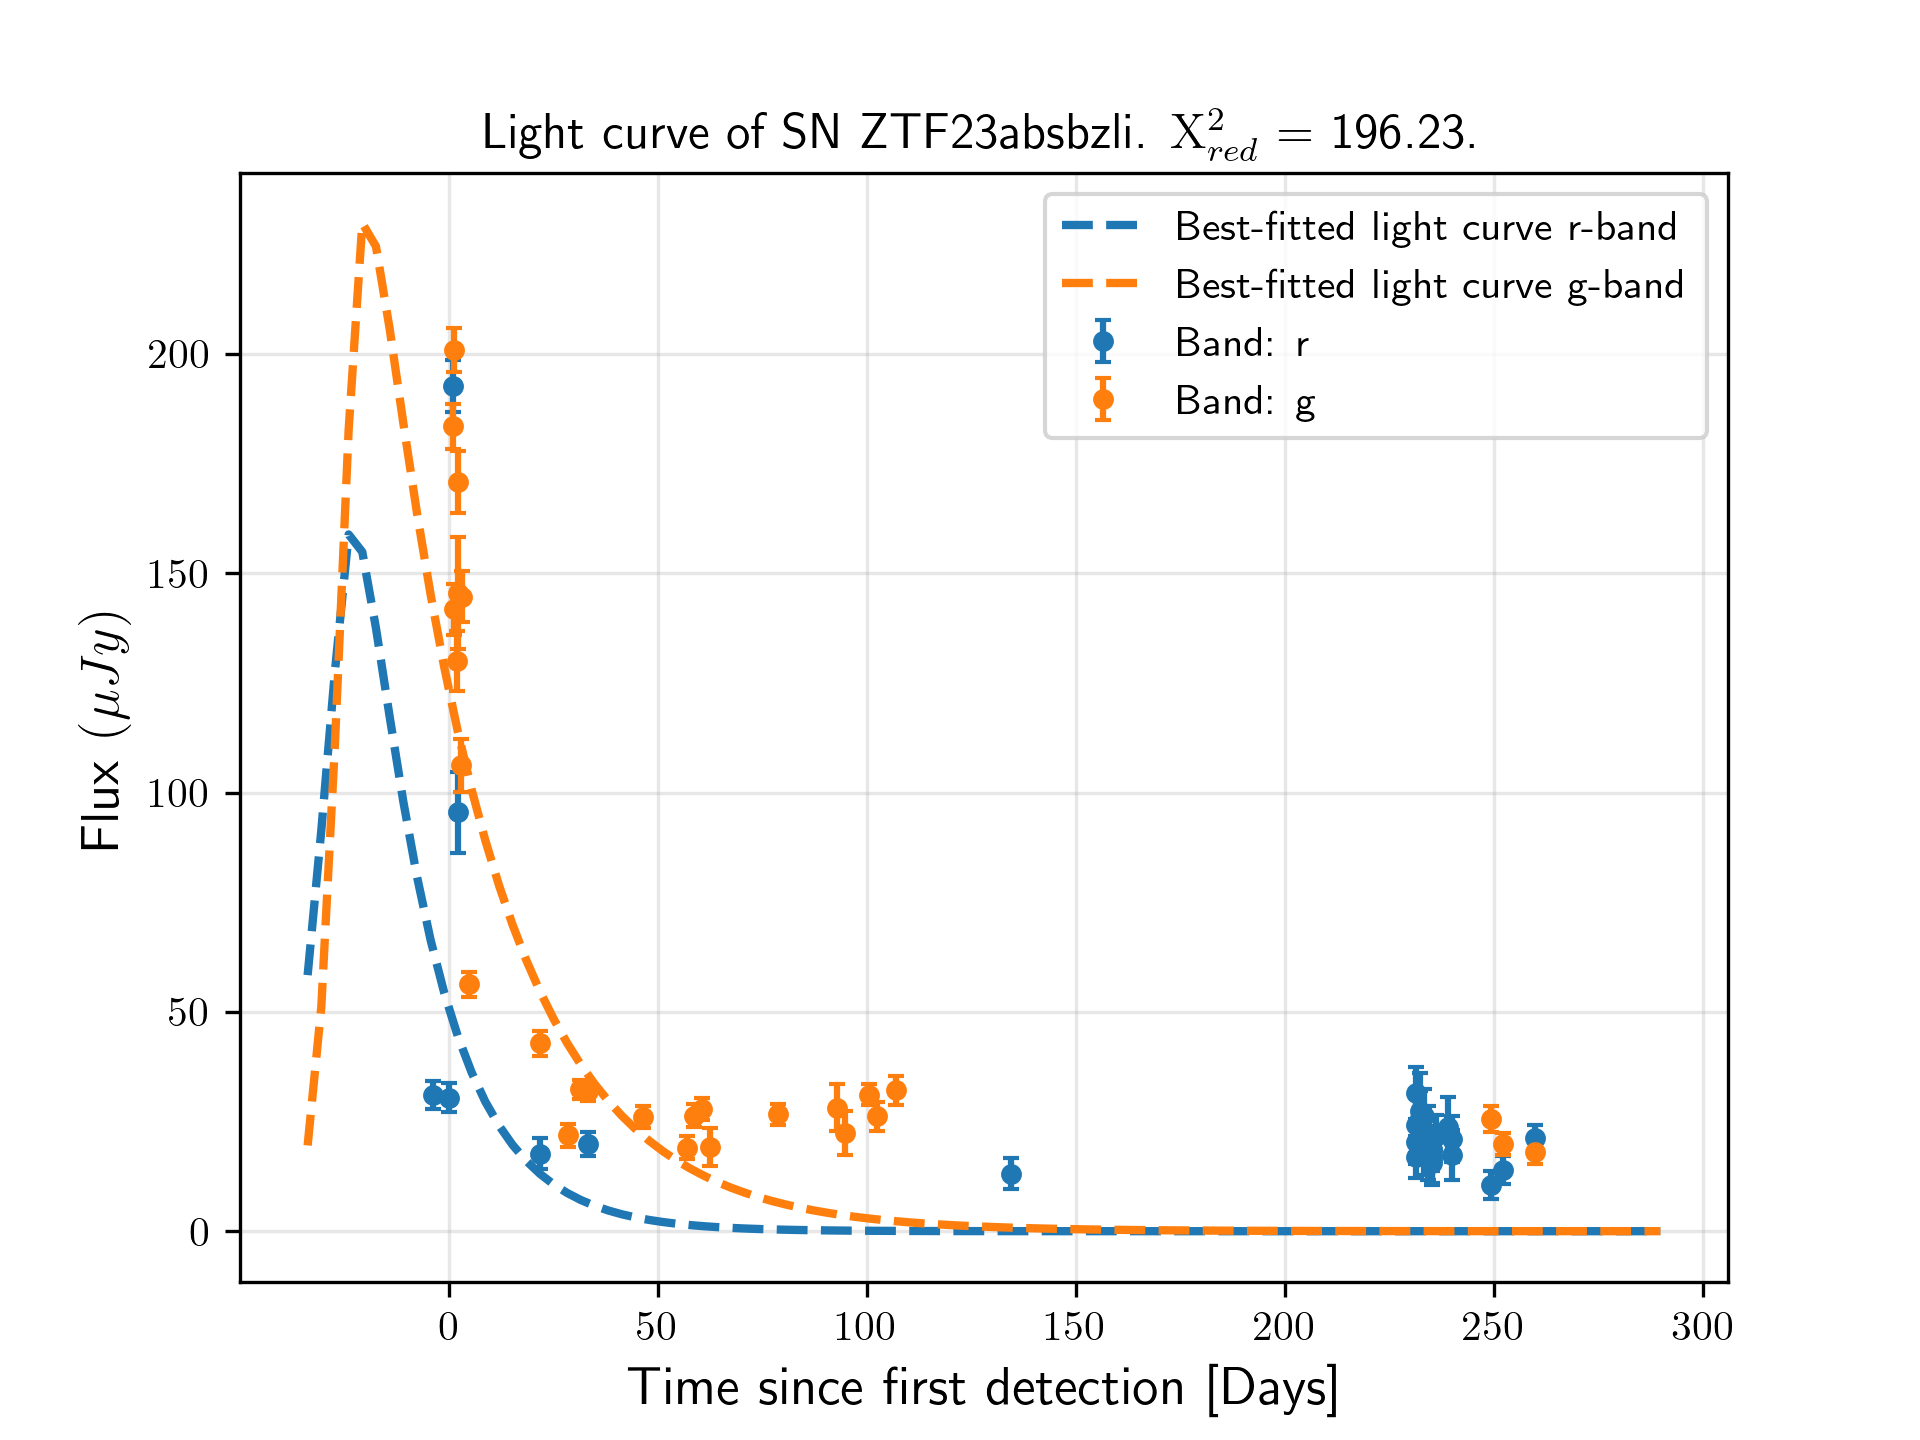 Light curve of SN ZTF23absbzli. X²_red = 196.23.
Best-fitted light curve r-band
Best-fitted light curve g-band
Band: r
Band: g
Flux (μJy)
200
150
100
50
0
0 50 100 150 200 250 300
Time since first detection [Days]